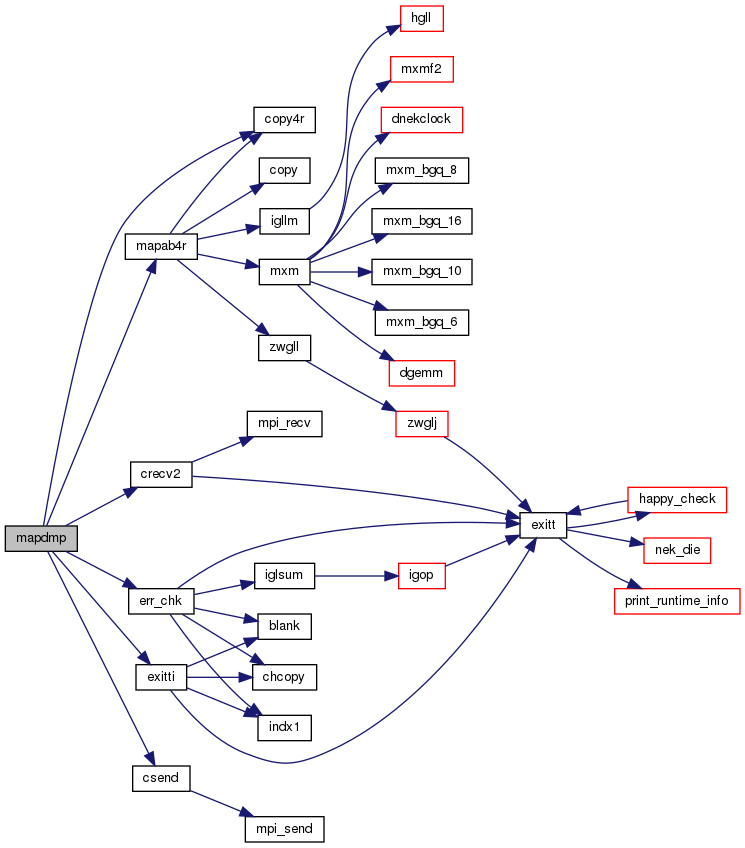 hgll
mxmf2
copy4r
dnekclock
copy
mxm_bgq_8
igllm
mxm_bgq_16
mapab4r
mxm
mxm_bgq_10
mxm_bgq_6
zwgll
dgemm
mpi_recv
zwglj
crecv2
happy_check
exitt
mapdmp
nek_die
iglsum
igop
err_chk
print_runtime_info
blank
exitti
chcopy
indx1
csend
mpi_send